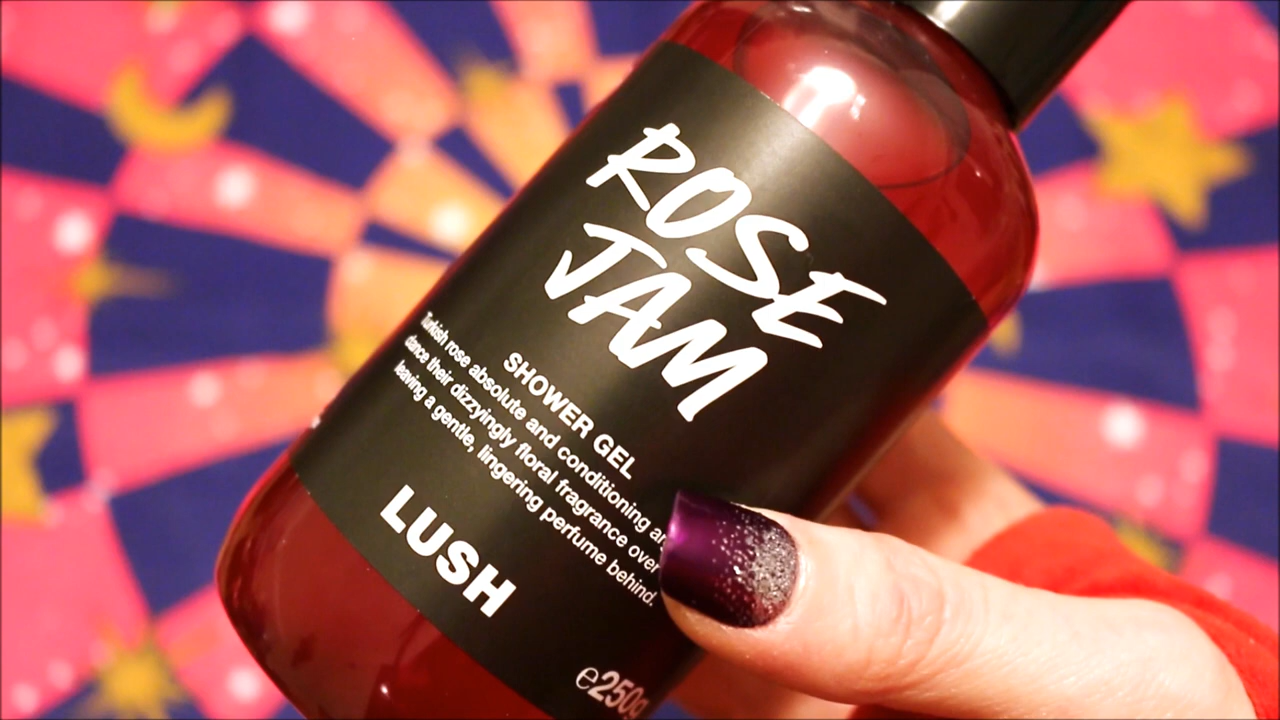 ROSE
JAM
SHOWER GEL
Turkish rose absolute and conditioning
dance their dizzyingly floral fragrance over
leaving a gentle, lingering perfume behind.
LUSH
e250g